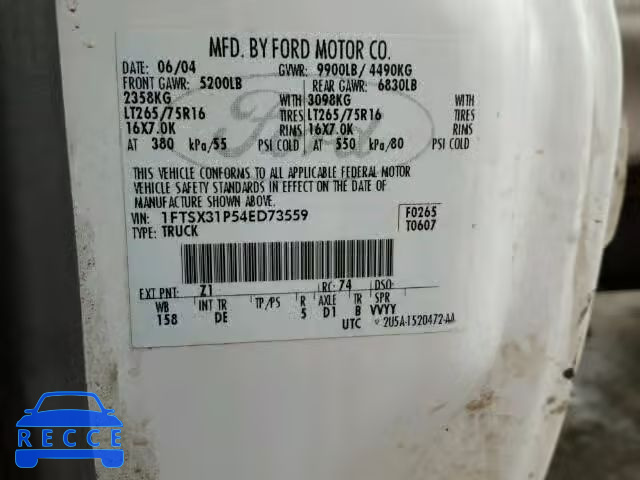 MFD. BY FORD MOTOR CO.
DATE: 06/04 GVWR: 9900LB/ 4490KG
FRONT GAWR: 5200LB REAR GAWR: 6830LB
2358KG WITH 3098KG WITH
LT265/75R16 TIRES LT265/75R16 TIRES
16X7.0K RIMS 16X7.0K RIMS
AT 380 kPa/55 PSI COLD AT 550 kPa/80 PSI COLD
THIS VEHICLE CONFORMS TO ALL APPLICABLE FEDERAL MOTOR
VEHICLE SAFETY STANDARDS IN EFFECT ON THE DATE OF
MANUFACTURE SHOWN ABOVE.
VIN: 1FTSX31P54ED73559 F0265
TYPE: TRUCK T0607
EXT PNT: Z1 RC: 74 DSO:
WB INT TR TP/PS R AXLE TR SPR
158 DE 5 D1 B VVYY
UTC 2U5A-1520472-AA
Ford
RECCE